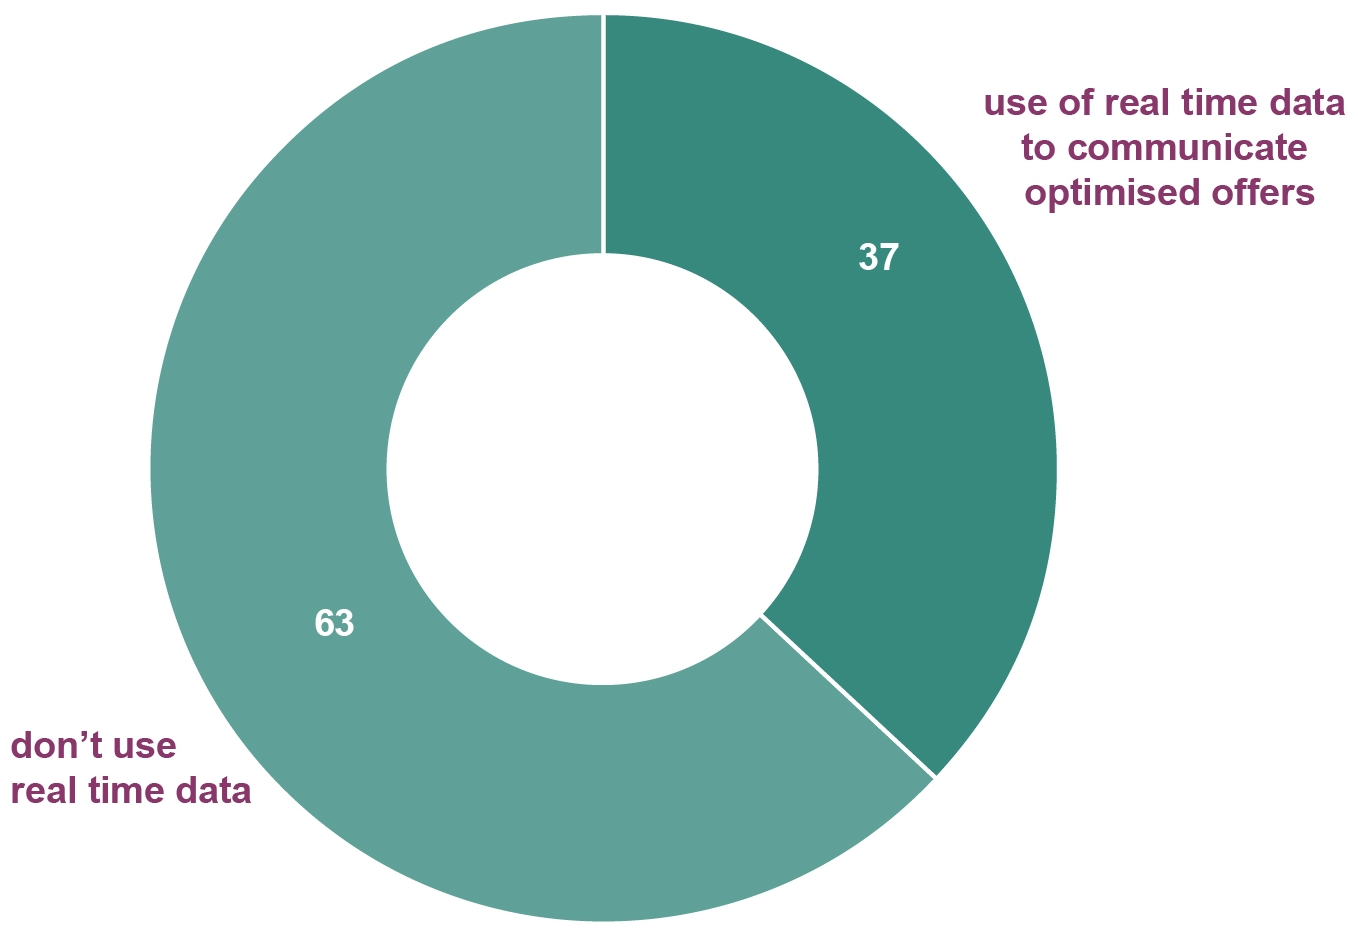 use of real time data
to communicate
optimised offers
37
63
don’t use
real time data